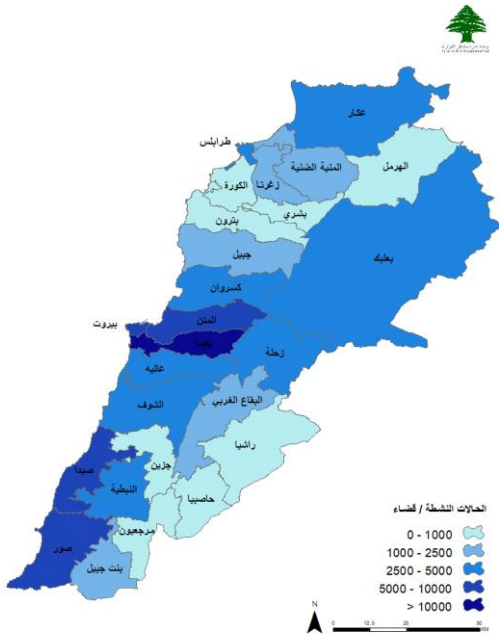 عكار
طرابلس
المنية الضنية
زغرتا
الهرمل
الكورة
بشري
بترون
جبيل
بعلبك
كسروان
المتن
بيروت
بعبدا
زحلة
عاليه
الشوف
البقاع الغربي
راشيا
جزين
صيدا
النبطية
حاصبيا
مرجعيون
صور
بنت جبيل
الحالات النشطة / قضاء
0 - 1000
1000 - 2500
2500 - 5000
5000 - 10000
> 10000
N
0
12.5
25
50